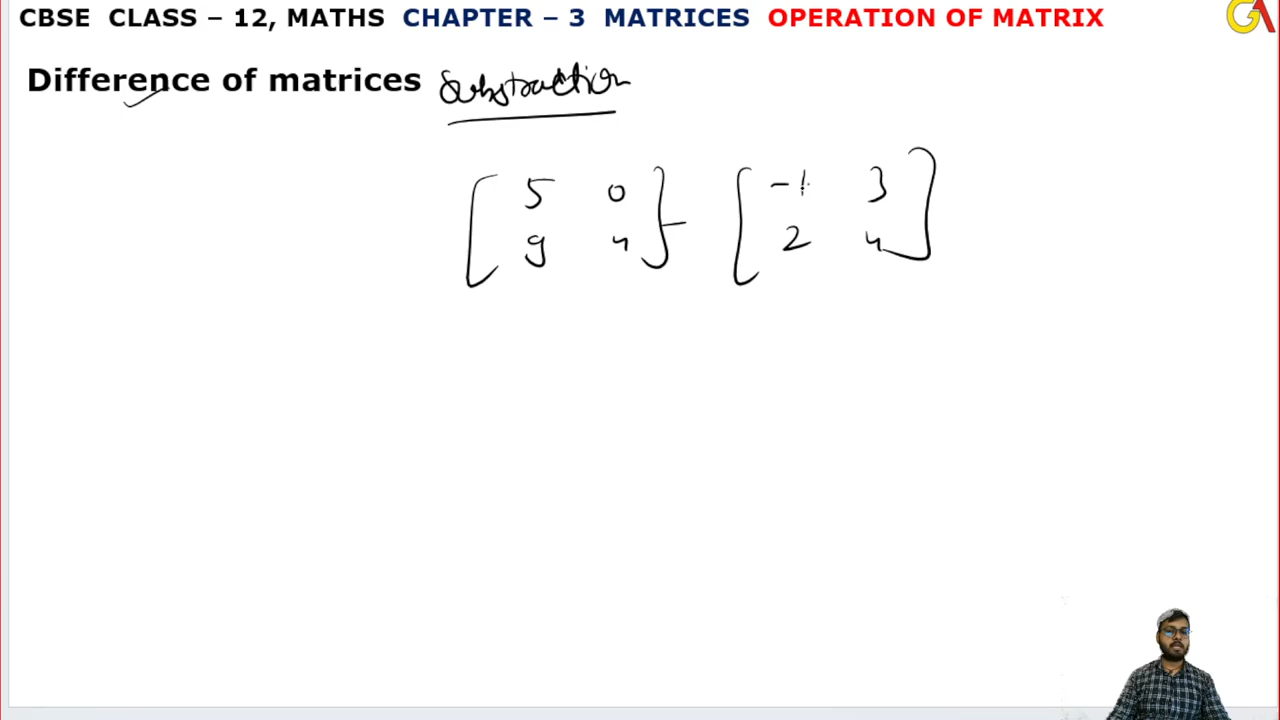 CBSE CLASS – 12, MATHS CHAPTER – 3 MATRICES OPERATION OF MATRIX
GA
Difference of matrices Substraction
[ 5 0 ] - [ -1 3 ]
[ 9 4 ] [ 2 4 ]